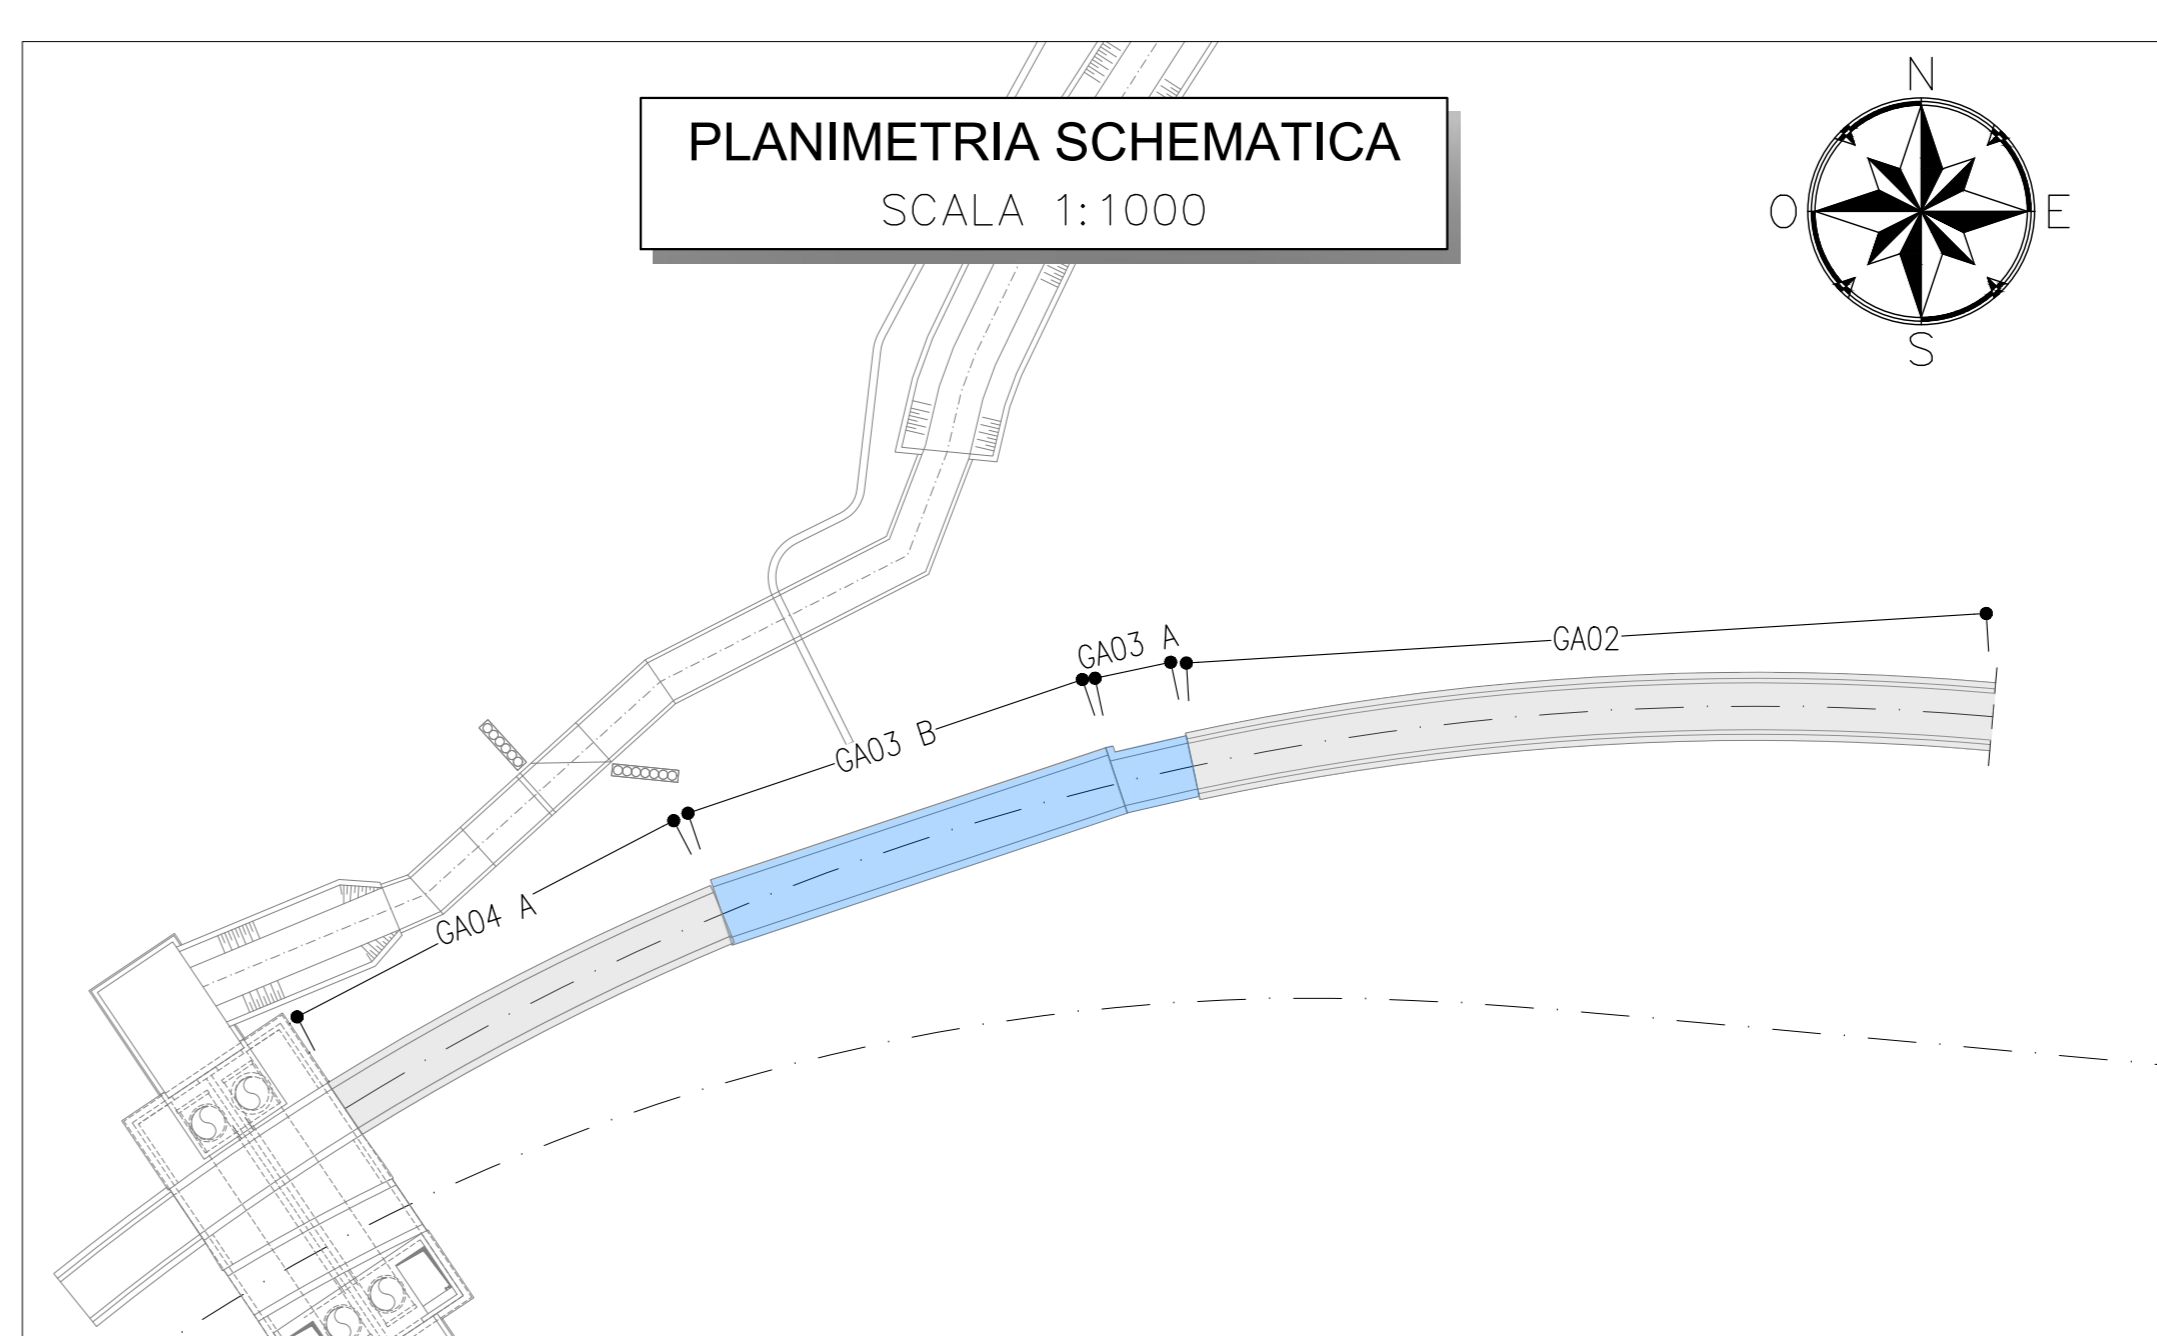 PLANIMETRIA SCHEMATICA
SCALA 1:1000
N
O
E
S
GA03 A
GA02
GA03 B
GA04 A